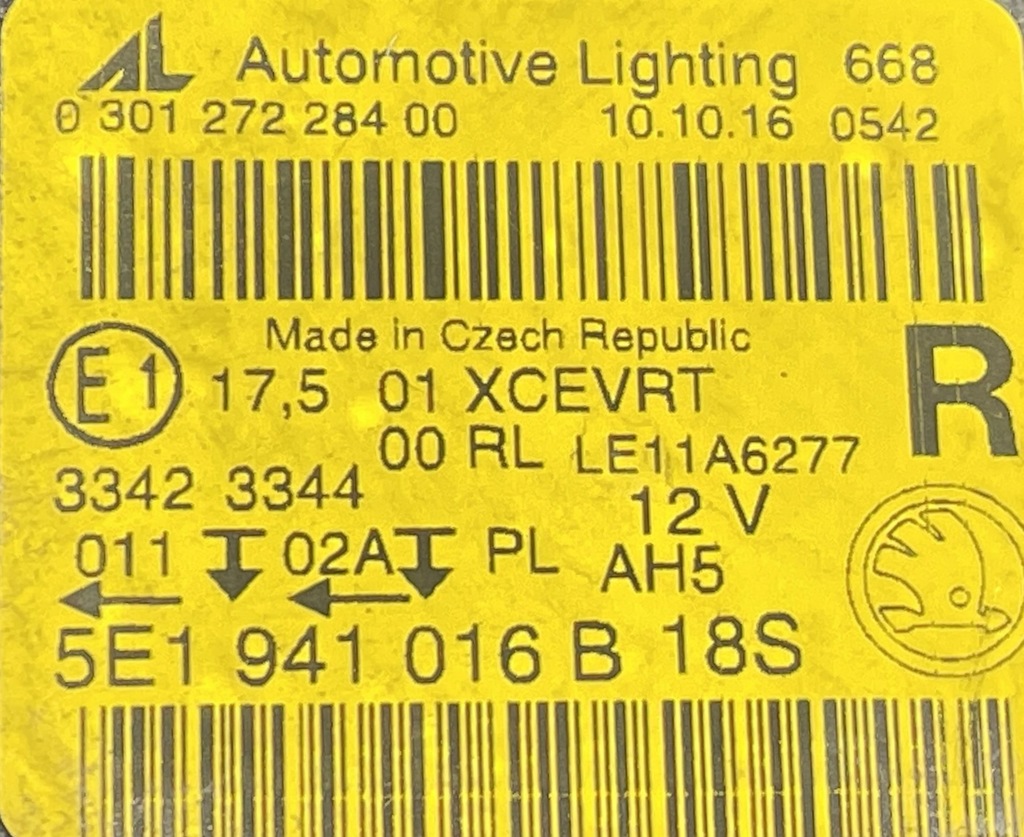 AL Automotive Lighting 668
0 301 272 284 00 10.10.16 0542
Made in Czech Republic
E1 17,5 01 XCEVRT R
00 RL LE11A6277
3342 3344 12 V
011 02A PL AH5
5E1 941 016 B 18S